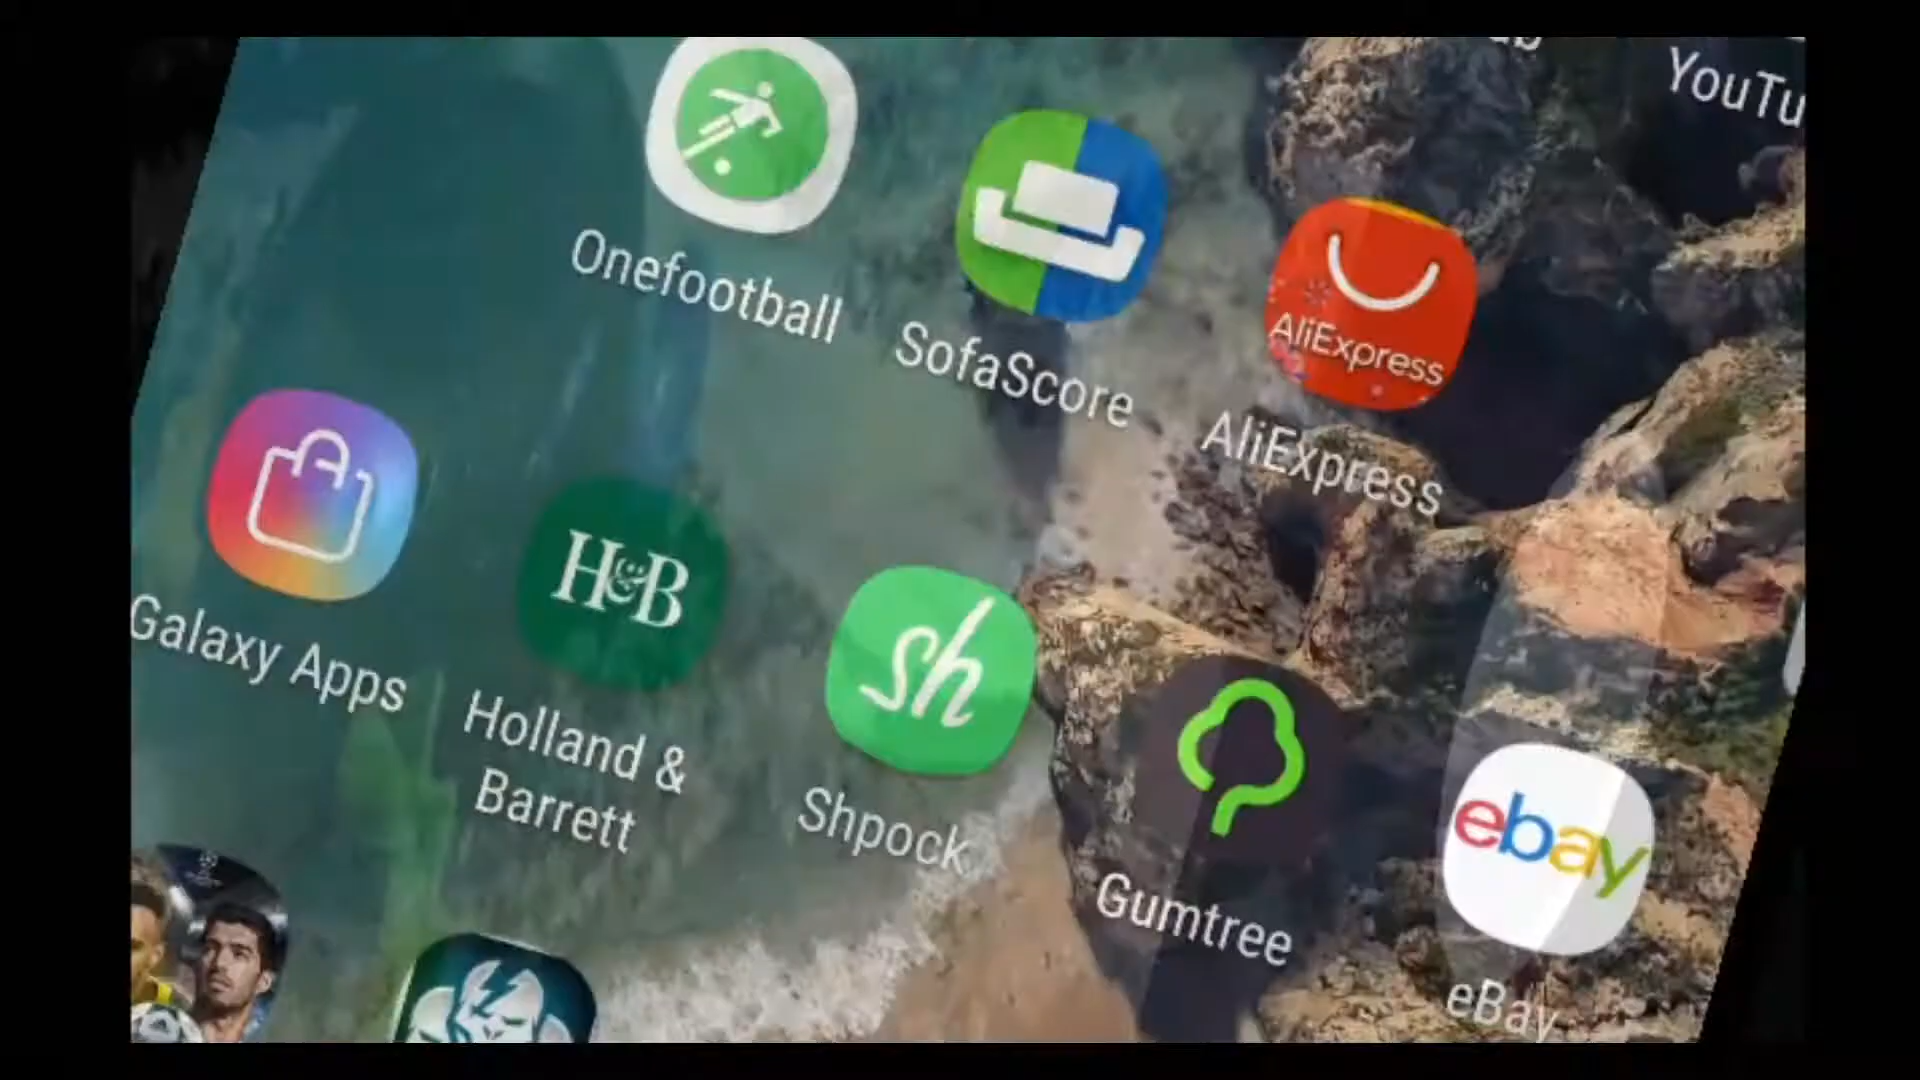 YouTu
Onefootball
SofaScore
AliExpress
AliExpress
Galaxy Apps
H&B
Holland &
Barrett
sh
Shpock
Gumtree
ebay
eBay